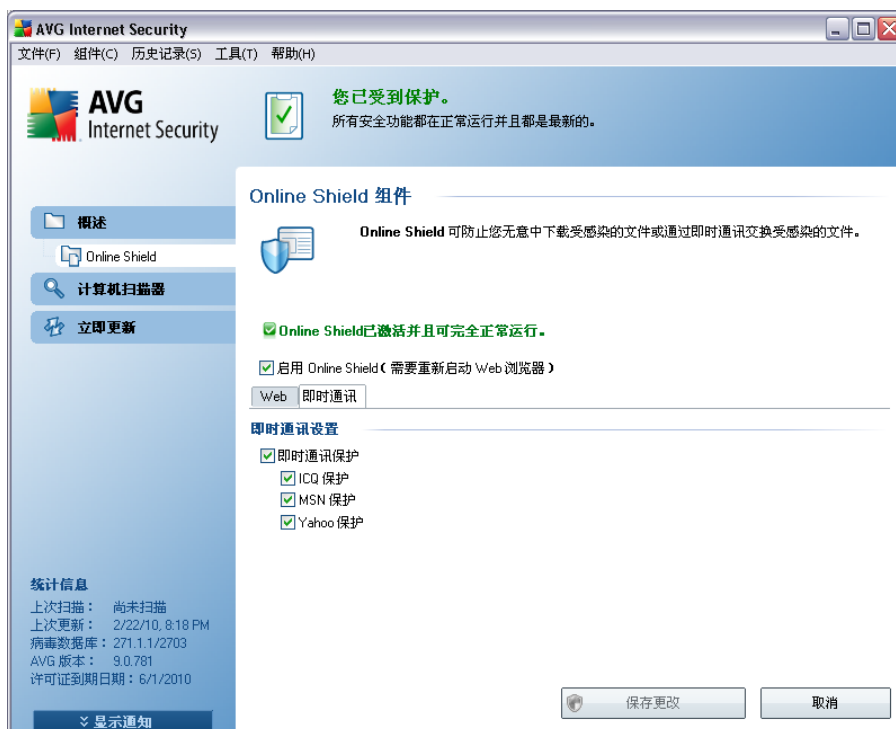 AVG Internet Security
文件(F) 组件(C) 历史记录(S) 工具(T) 帮助(H)
AVG
Internet Security
您已受到保护。
所有安全功能都在正常运行并且都是最新的。
概述
Online Shield
计算机扫描器
立即更新
Online Shield 组件
Online Shield 可防止您无意中下载受感染的文件或通过即时通讯交换受感染的文件。
Online Shield已激活并且可完全正常运行。
启用 Online Shield（需要重新启动 Web 浏览器）
Web 即时通讯
即时通讯设置
即时通讯保护
ICQ 保护
MSN 保护
Yahoo 保护
统计信息
上次扫描： 尚未扫描
上次更新： 2/22/10, 8:18 PM
病毒数据库：271.1.1/2703
AVG 版本： 9.0.781
许可证到期日期：6/1/2010
显示通知
保存更改 取消